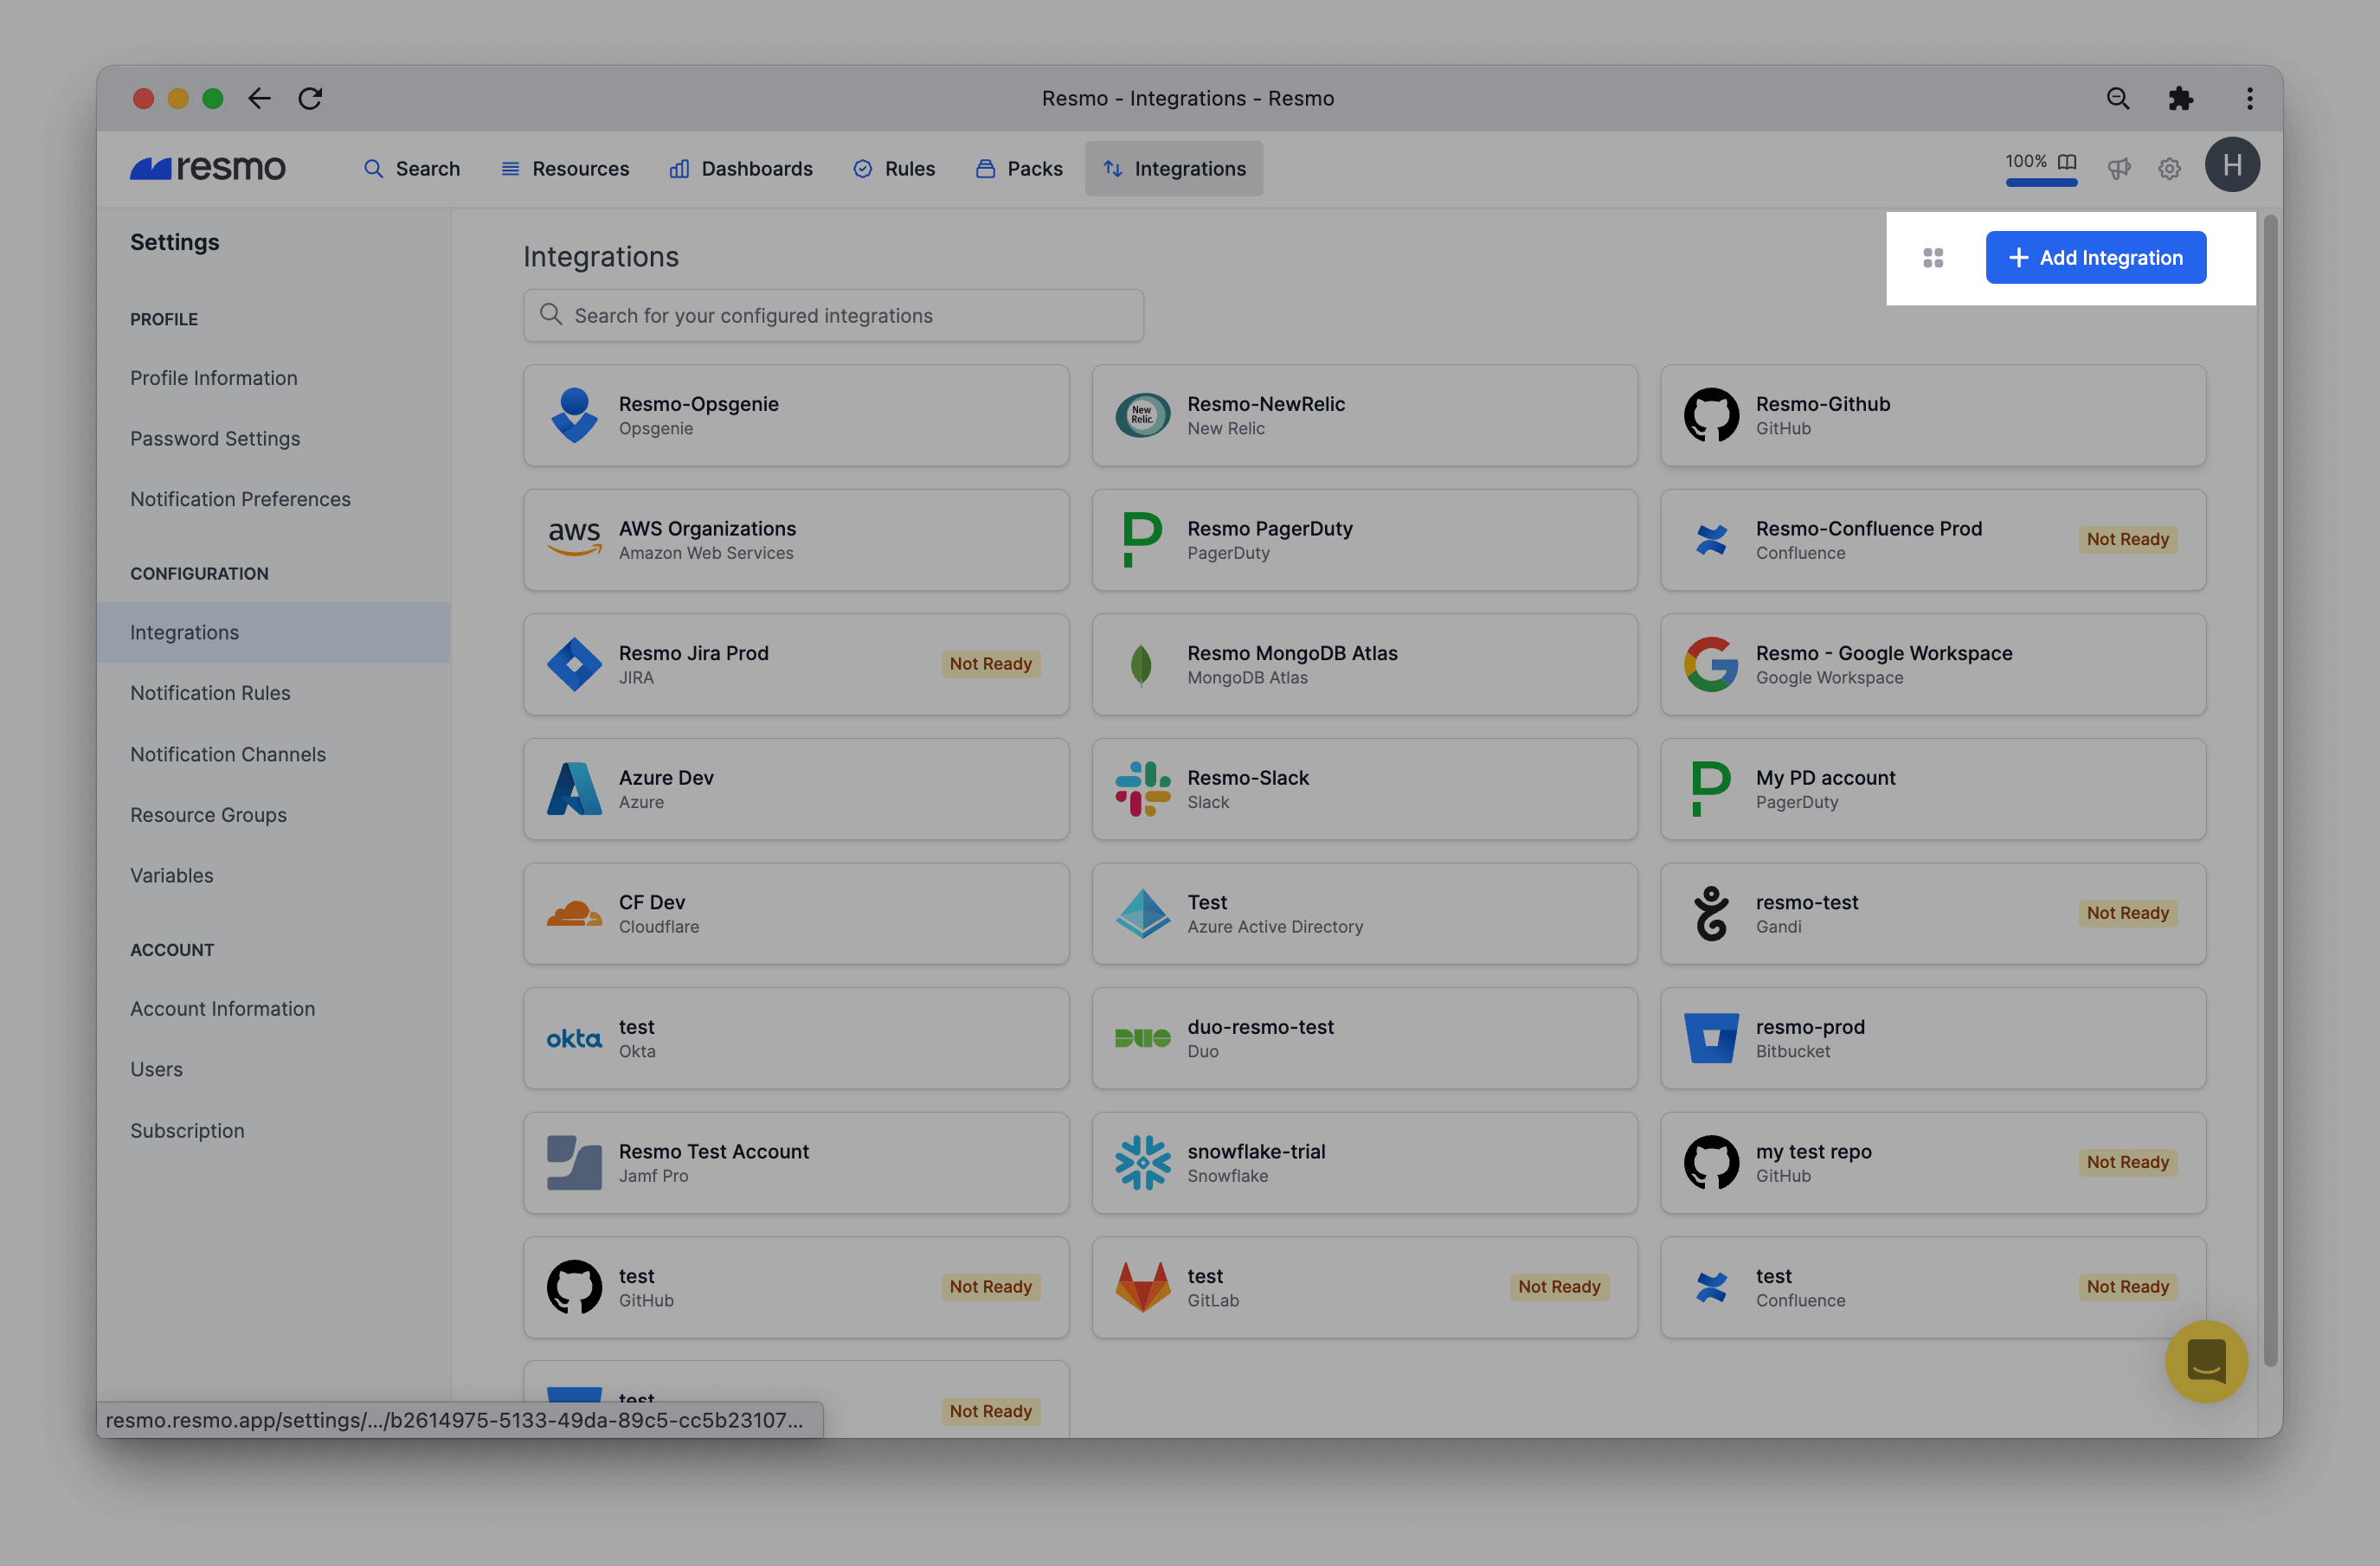 Resmo - Integrations - Resmo
resmo
Search
Resources
Dashboards
Rules
Packs
Integrations
100%
H
Settings
PROFILE
Profile Information
Password Settings
Notification Preferences
CONFIGURATION
Integrations
Notification Rules
Notification Channels
Resource Groups
Variables
ACCOUNT
Account Information
Users
Subscription
Integrations
Add Integration
Search for your configured integrations
Resmo-Opsgenie
Opsgenie
New
Relic.
Resmo-NewRelic
New Relic
Resmo-Github
GitHub
aws
AWS Organizations
Amazon Web Services
Resmo PagerDuty
PagerDuty
Resmo-Confluence Prod
Confluence
Not Ready
Resmo Jira Prod
JIRA
Not Ready
Resmo MongoDB Atlas
MongoDB Atlas
Resmo - Google Workspace
Google Workspace
Azure Dev
Azure
Resmo-Slack
Slack
My PD account
PagerDuty
CF Dev
Cloudflare
Test
Azure Active Directory
resmo-test
Gandi
Not Ready
okta
test
Okta
DUO
duo-resmo-test
Duo
resmo-prod
Bitbucket
Resmo Test Account
Jamf Pro
snowflake-trial
Snowflake
my test repo
GitHub
Not Ready
test
GitHub
Not Ready
test
GitLab
Not Ready
test
Confluence
Not Ready
test
Not Ready
resmo.resmo.app/settings/.../b2614975-5133-49da-89c5-cc5b23107...